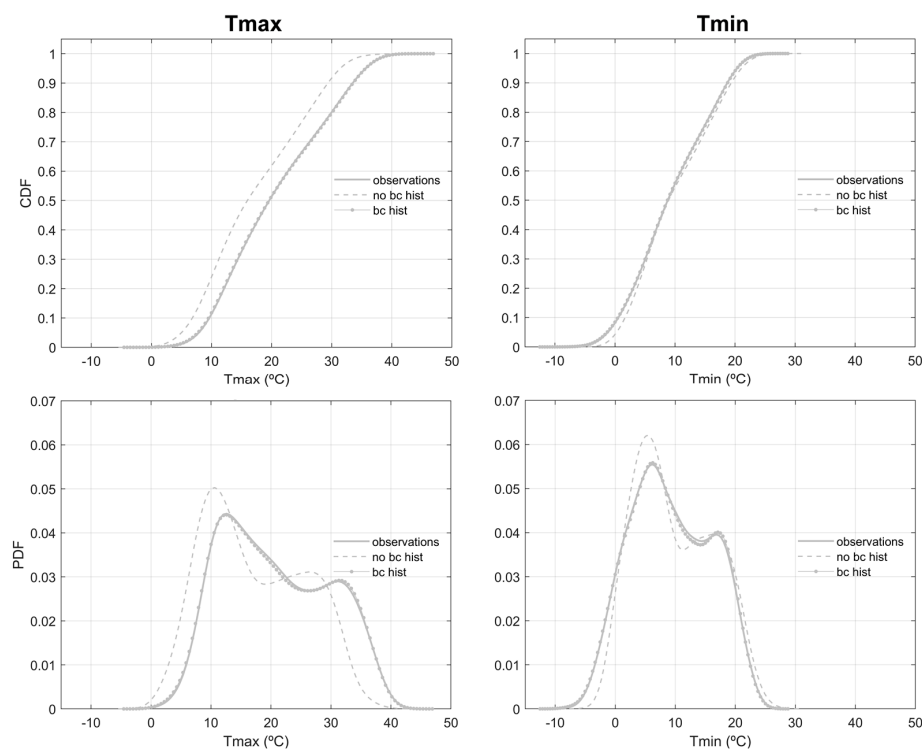 Tmax
Tmin
1
0.9
0.8
0.7
0.6
0.5
0.4
0.3
0.2
0.1
0
CDF
observations
no bc hist
bc hist
-10 0 10 20 30 40 50
Tmax (ºC)
1
0.9
0.8
0.7
0.6
0.5
0.4
0.3
0.2
0.1
0
observations
no bc hist
bc hist
-10 0 10 20 30 40 50
Tmin (ºC)
0.07
0.06
0.05
0.04
0.03
0.02
0.01
0
PDF
observations
no bc hist
bc hist
-10 0 10 20 30 40 50
Tmax (ºC)
0.07
0.06
0.05
0.04
0.03
0.02
0.01
0
observations
no bc hist
bc hist
-10 0 10 20 30 40 50
Tmin (ºC)